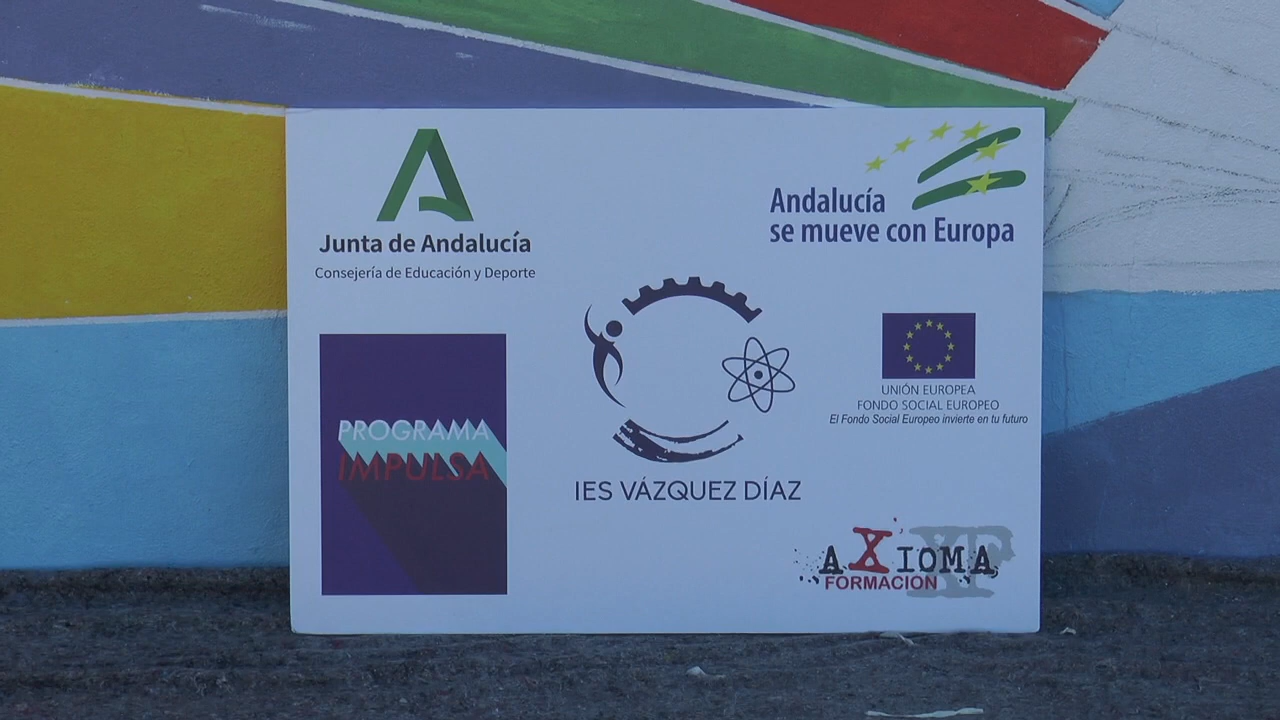 Junta de Andalucía
Consejería de Educación y Deporte
Andalucía
se mueve con Europa
PROGRAMA
IMPULSA
IES VÁZQUEZ DÍAZ
UNIÓN EUROPEA
FONDO SOCIAL EUROPEO
El Fondo Social Europeo invierte en tu futuro
AXIOMA XP
FORMACION